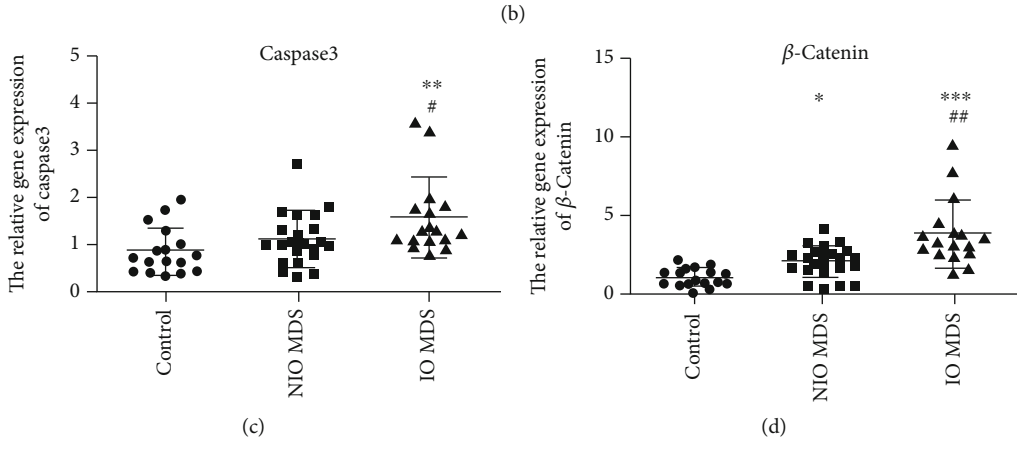 (b)
Caspase3
The relative gene expression
of caspase3
5
4
3
2
1
0
**
#
Control
NIO MDS
IO MDS
(c)
β-Catenin
The relative gene expression
of β-Catenin
15
10
5
0
*
***
##
Control
NIO MDS
IO MDS
(d)